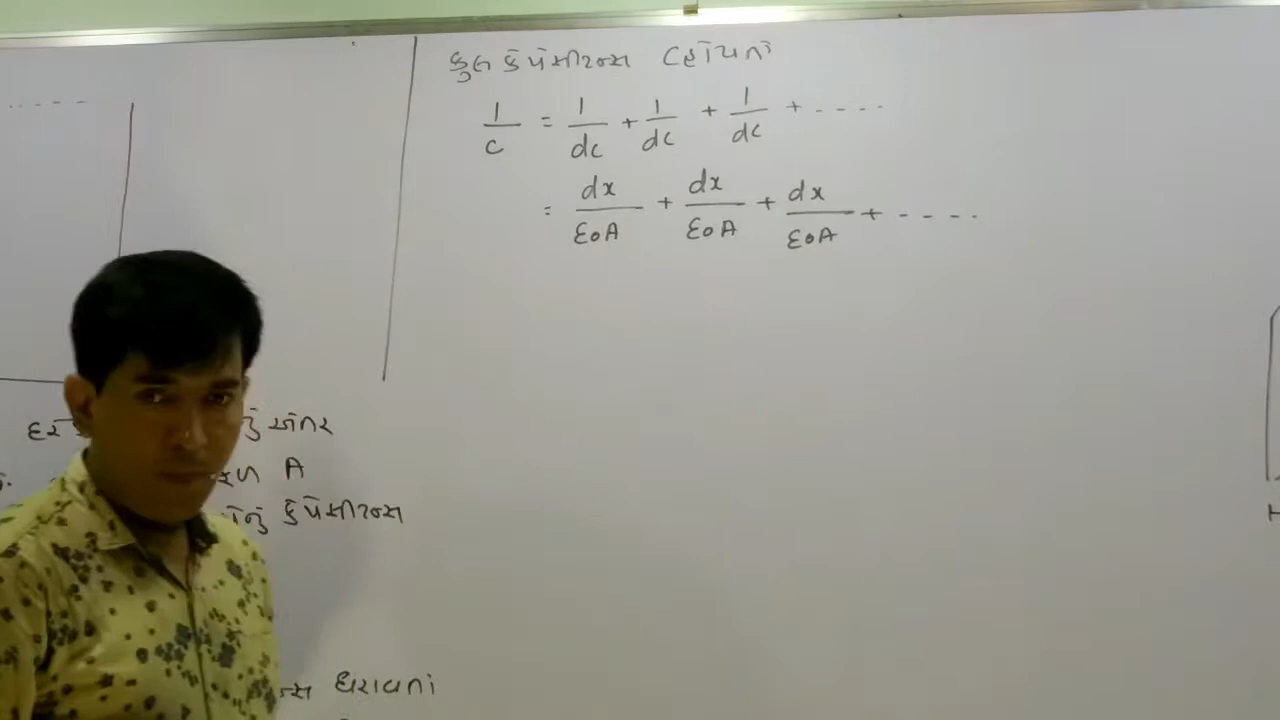 કુલ કેપેસીટન્સ C હોય તો
1/C = 1/dC + 1/dC + 1/dC + ----
= dx/ε0A + dx/ε0A + dx/ε0A + ----
અંતર
A
કેપેસીટન્સ
ધરાવતાં